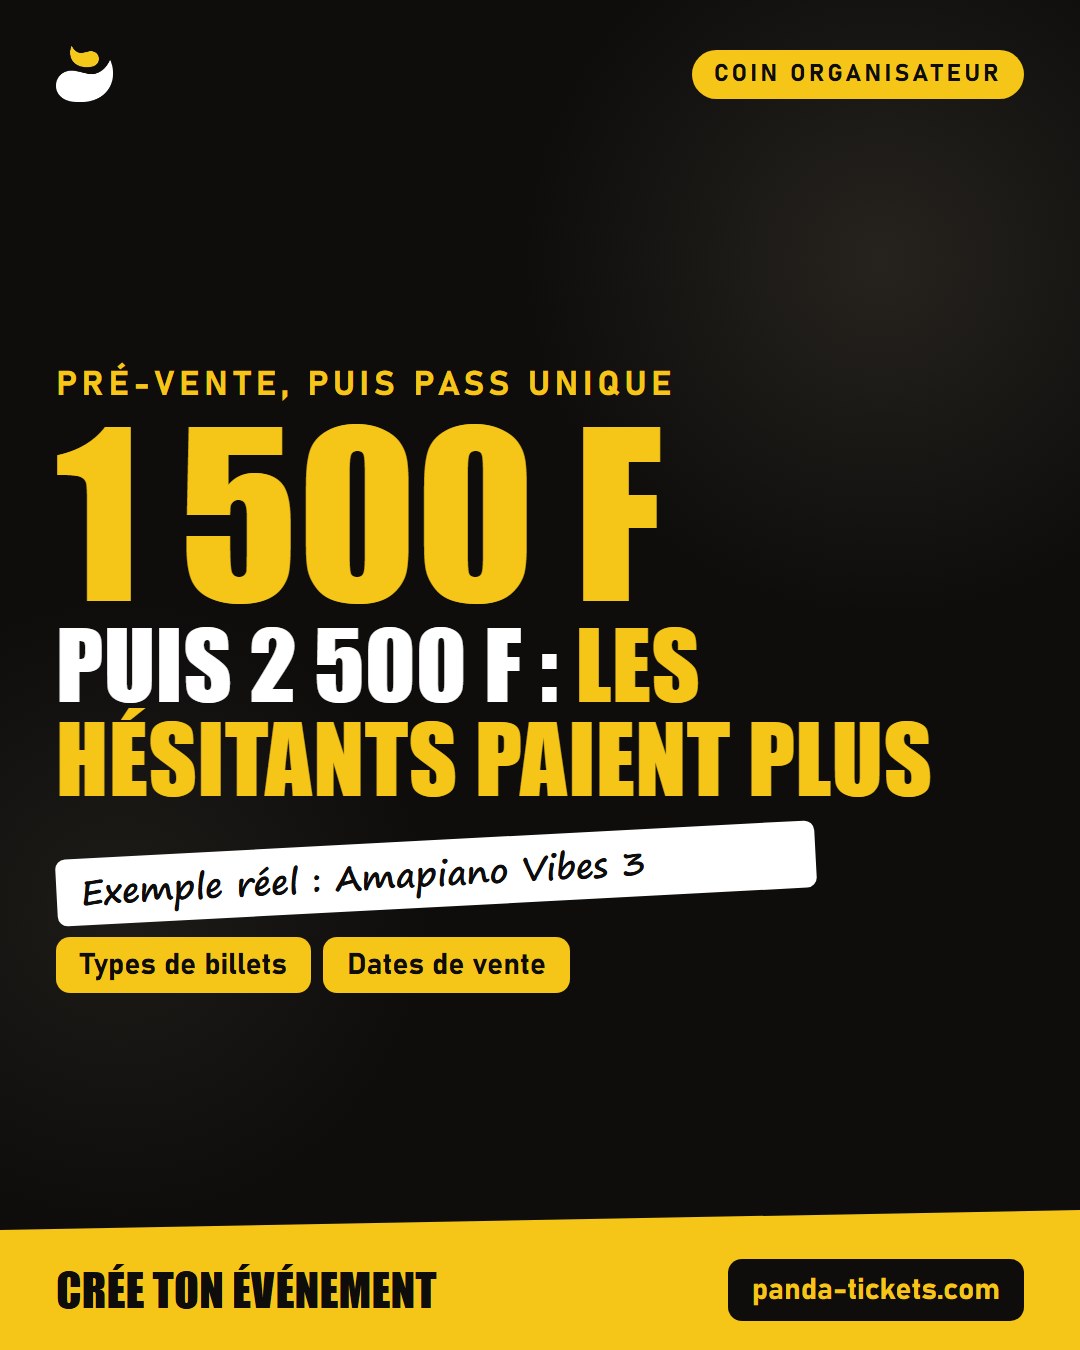 COIN ORGANISATEUR
PRÉ-VENTE, PUIS PASS UNIQUE
1 500 F
PUIS 2 500 F : LES
HÉSITANTS PAIENT PLUS
Exemple réel : Amapiano Vibes 3
Types de billets
Dates de vente
CRÉE TON ÉVÉNEMENT
panda-tickets.com